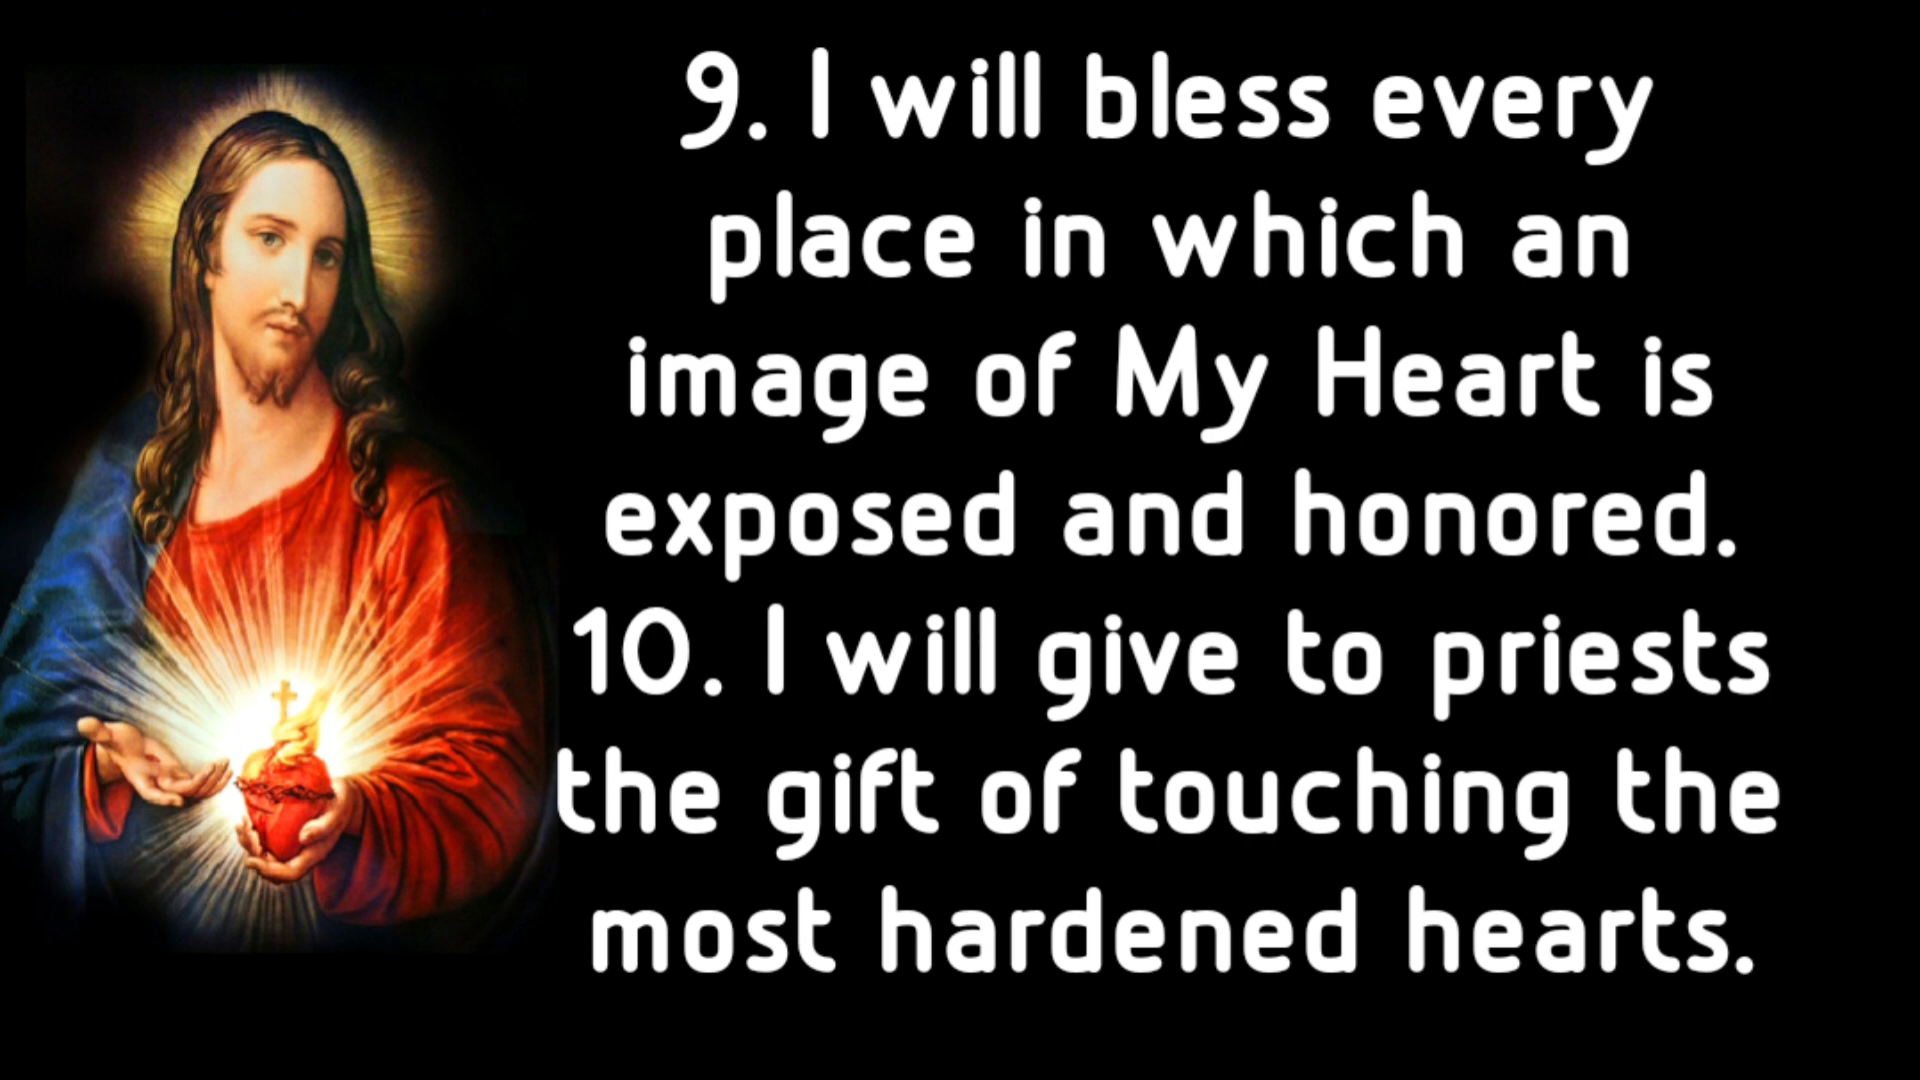 9. I will bless every
place in which an
image of My Heart is
exposed and honored.
10. I will give to priests
the gift of touching the
most hardened hearts.